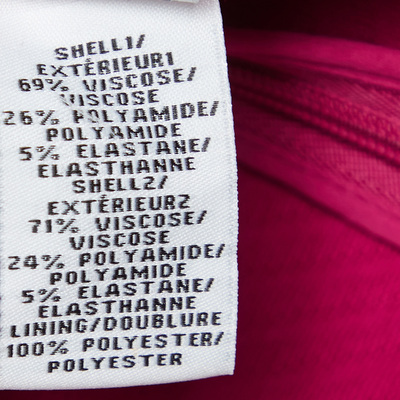 SHELL1/
EXTÉRIEUR1
69% VISCOSE/
VISCOSE
26% POLYAMIDE/
POLYAMIDE
5% ELASTANE/
ELASTHANNE
SHELL2/
EXTÉRIEUR2
71% VISCOSE/
VISCOSE
24% POLYAMIDE/
POLYAMIDE
5% ELASTANE/
ELASTHANNE
LINING/DOUBLURE
100% POLYESTER/
POLYESTER